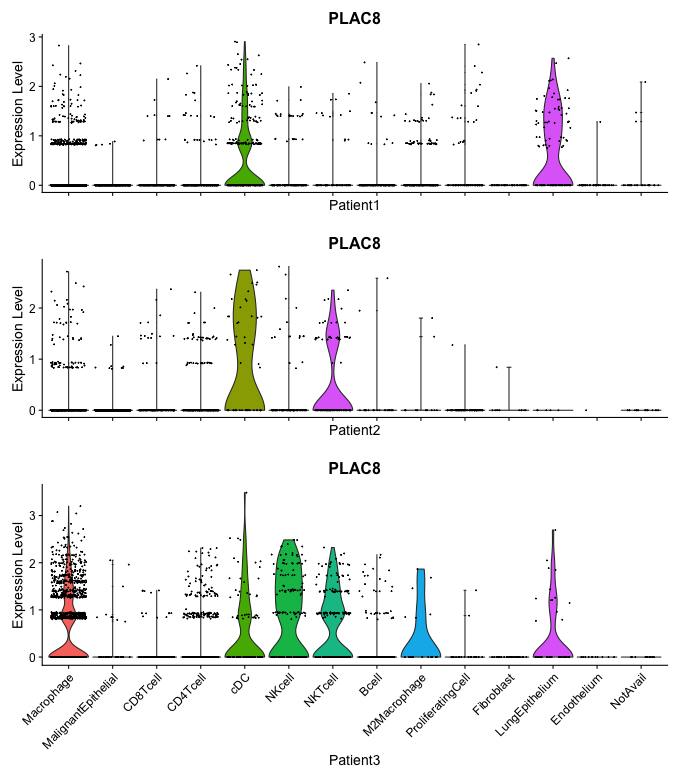 PLAC8
Expression Level
3
2
1
0
Patient1
PLAC8
Expression Level
2
1
0
Patient2
PLAC8
Expression Level
3
2
1
0
Macrophage
MalignantEpithelial
CD8Tcell
CD4Tcell
cDC
NKcell
NKTcell
Bcell
M2Macrophage
ProliferatingCell
Fibroblast
LungEpithelium
Endothelium
NotAvail
Patient3